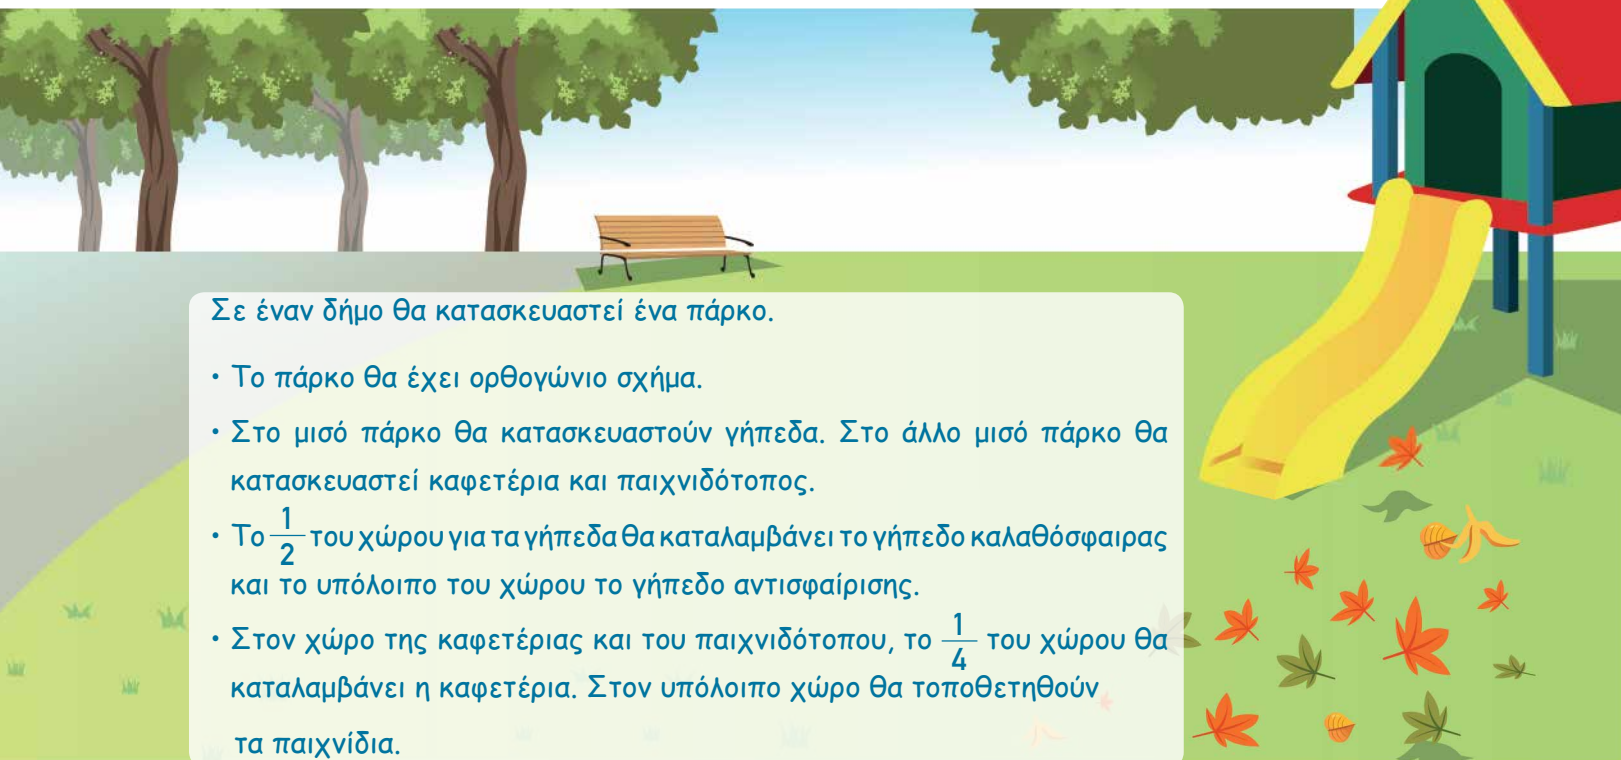 Σε έναν δήμο θα κατασκευαστεί ένα πάρκο.
• Το πάρκο θα έχει ορθογώνιο σχήμα.
• Στο μισό πάρκο θα κατασκευαστούν γήπεδα. Στο άλλο μισό πάρκο θα
κατασκευαστεί καφετέρια και παιχνιδότοπος.
• Το 1/2 του χώρου για τα γήπεδα θα καταλαμβάνει το γήπεδο καλαθόσφαιρας
και το υπόλοιπο του χώρου το γήπεδο αντισφαίρισης.
• Στον χώρο της καφετέριας και του παιχνιδότοπου, το 1/4 του χώρου θα
καταλαμβάνει η καφετέρια. Στον υπόλοιπο χώρο θα τοποθετηθούν
τα παιχνίδια.